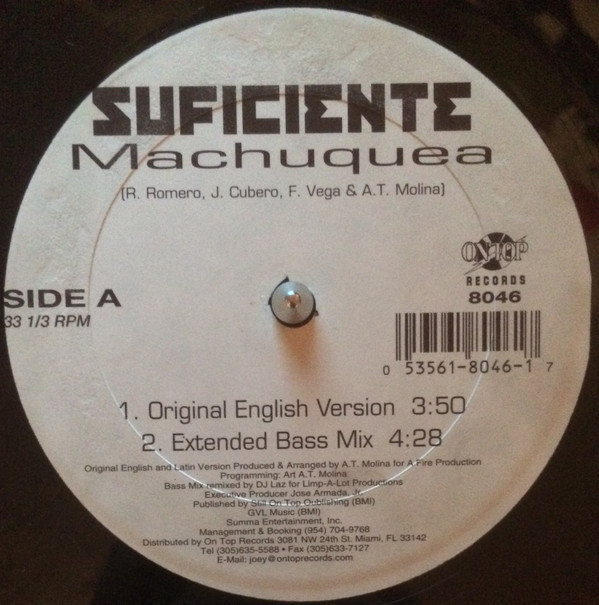 SUFICIENTE
Machuquea
(R. Romero, J. Cubero, F. Vega & A.T. Molina)
ON TOP
RECORDS
8046
SIDE A
33 1/3 RPM
0 53561-8046-1 7
1. Original English Version 3:50
2. Extended Bass Mix 4:28
Original English and Latin Version Produced & Arranged by A.T. Molina for A Fire Production
Programming: Art A.T. Molina
Bass Mix remixed by DJ Laz for Limp-A-Lot Productions
Executive Producer Jose Armada, Jr.
Published by Still On Top Oublishing (BMI)
GVL Music (BMI)
Summa Entertainment, Inc.
Management & Booking (954) 704-9768
Distributed by On Top Records 3081 NW 24th St. Miami, FL 33142
Tel (305)635-5588 • Fax (305)633-7127
E-Mail: joey@ontoprecords.com